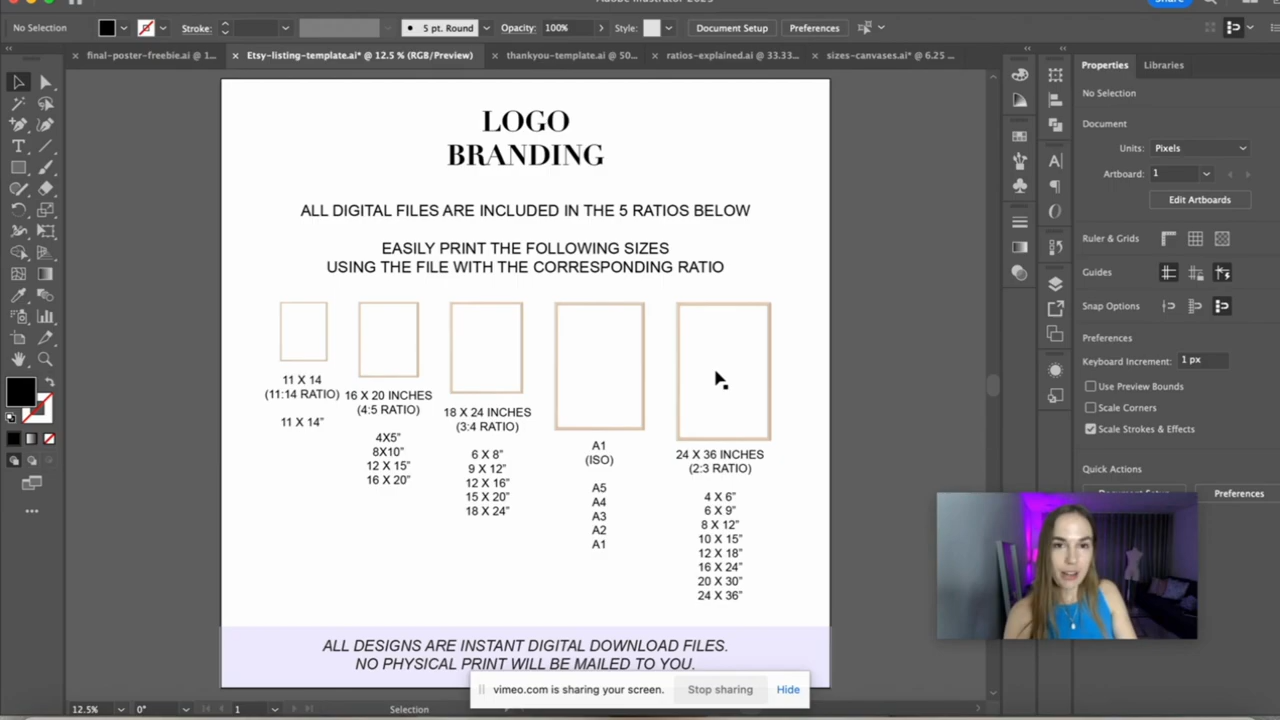 No Selection
Stroke:
5 pt. Round
Opacity: 100%
Style:
Document Setup
Preferences
Share
final-poster-freebie.ai @ 1...
Etsy-listing-template.ai* @ 12.5 % (RGB/Preview)
thankyou-template.ai @ 50...
ratios-explained.ai @ 33.33...
sizes-canvases.ai* @ 6.25 ...
LOGO
BRANDING
ALL DIGITAL FILES ARE INCLUDED IN THE 5 RATIOS BELOW
EASILY PRINT THE FOLLOWING SIZES
USING THE FILE WITH THE CORRESPONDING RATIO
11 X 14
(11:14 RATIO)
11 X 14"
16 X 20 INCHES
(4:5 RATIO)
4X5"
8X10"
12 X 15"
16 X 20"
18 X 24 INCHES
(3:4 RATIO)
6 X 8"
9 X 12"
12 X 16"
15 X 20"
18 X 24"
A1
(ISO)
A5
A4
A3
A2
A1
24 X 36 INCHES
(2:3 RATIO)
4 X 6"
6 X 9"
8 X 12"
10 X 15"
12 X 18"
16 X 24"
20 X 30"
24 X 36"
ALL DESIGNS ARE INSTANT DIGITAL DOWNLOAD FILES.
NO PHYSICAL PRINT WILL BE MAILED TO YOU.
vimeo.com is sharing your screen.
Stop sharing
Hide
12.5%
0°
1
Selection
Properties
Libraries
No Selection
Document
Units: Pixels
Artboard: 1
Edit Artboards
Ruler & Grids
Guides
Snap Options
Preferences
Keyboard Increment: 1 px
Use Preview Bounds
Scale Corners
Scale Strokes & Effects
Quick Actions
Document Setup
Preferences